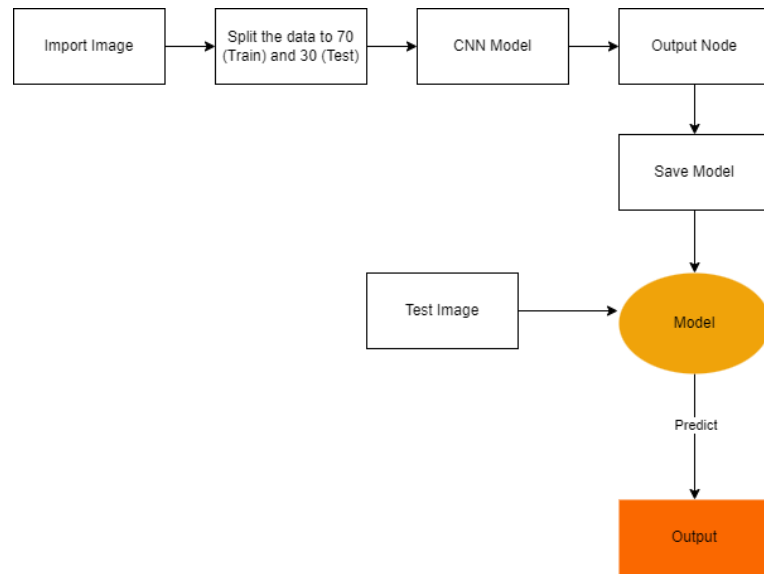 Import Image
Split the data to 70
(Train) and 30 (Test)
CNN Model
Output Node
Save Model
Test Image
Model
Predict
Output